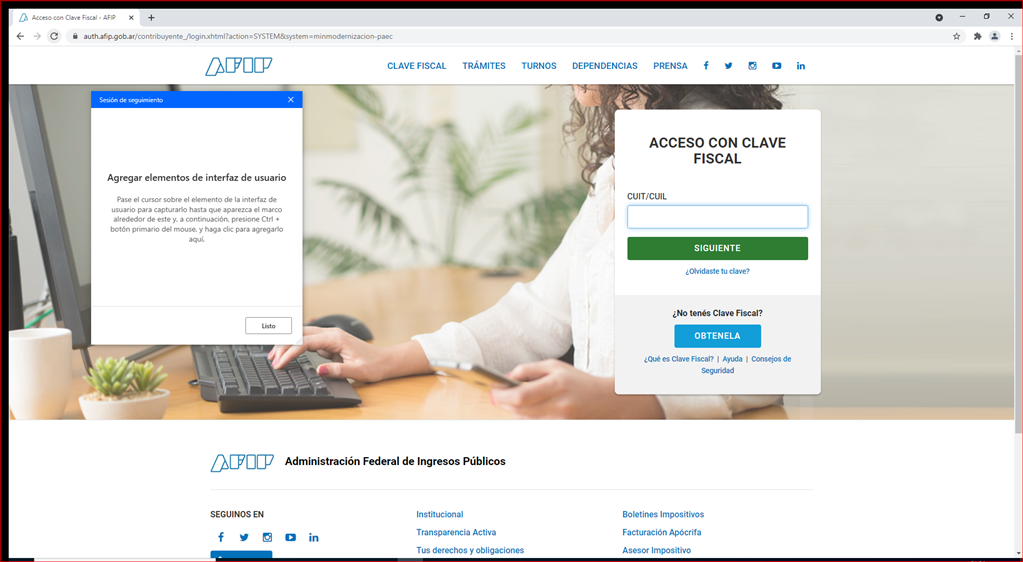 Acceso con Clave Fiscal - AFIP
auth.afip.gob.ar/contribuyente_/login.xhtml?action=SYSTEM&system=minmodernizacion-paec
AFIP
CLAVE FISCAL TRÁMITES TURNOS DEPENDENCIAS PRENSA
Sesión de seguimiento
Agregar elementos de interfaz de usuario
Pase el cursor sobre el elemento de la interfaz de
usuario para capturarlo hasta que aparezca el marco
alrededor de este y, a continuación, presione Ctrl +
botón primario del mouse, y haga clic para agregarlo
aquí.
Listo
ACCESO CON CLAVE
FISCAL
CUIT/CUIL
SIGUIENTE
¿Olvidaste tu clave?
¿No tenés Clave Fiscal?
OBTENELA
¿Qué es Clave Fiscal? | Ayuda | Consejos de
Seguridad
AFIP
Administración Federal de Ingresos Públicos
SEGUINOS EN
Institucional
Transparencia Activa
Tus derechos y obligaciones
Boletines Impositivos
Facturación Apócrifa
Asesor Impositivo